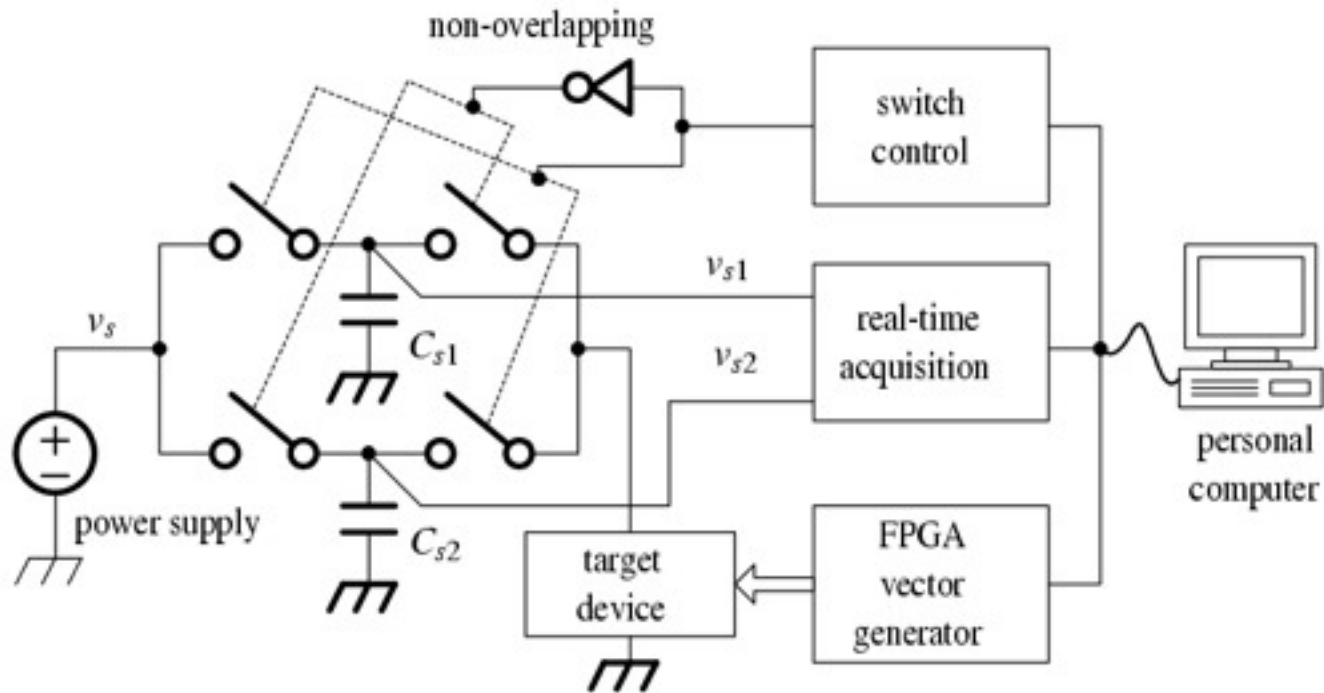 non-overlapping
switch
control
v_s
v_s1
v_s2
C_s1
C_s2
real-time
acquisition
power supply
+
−
target
device
FPGA
vector
generator
personal
computer